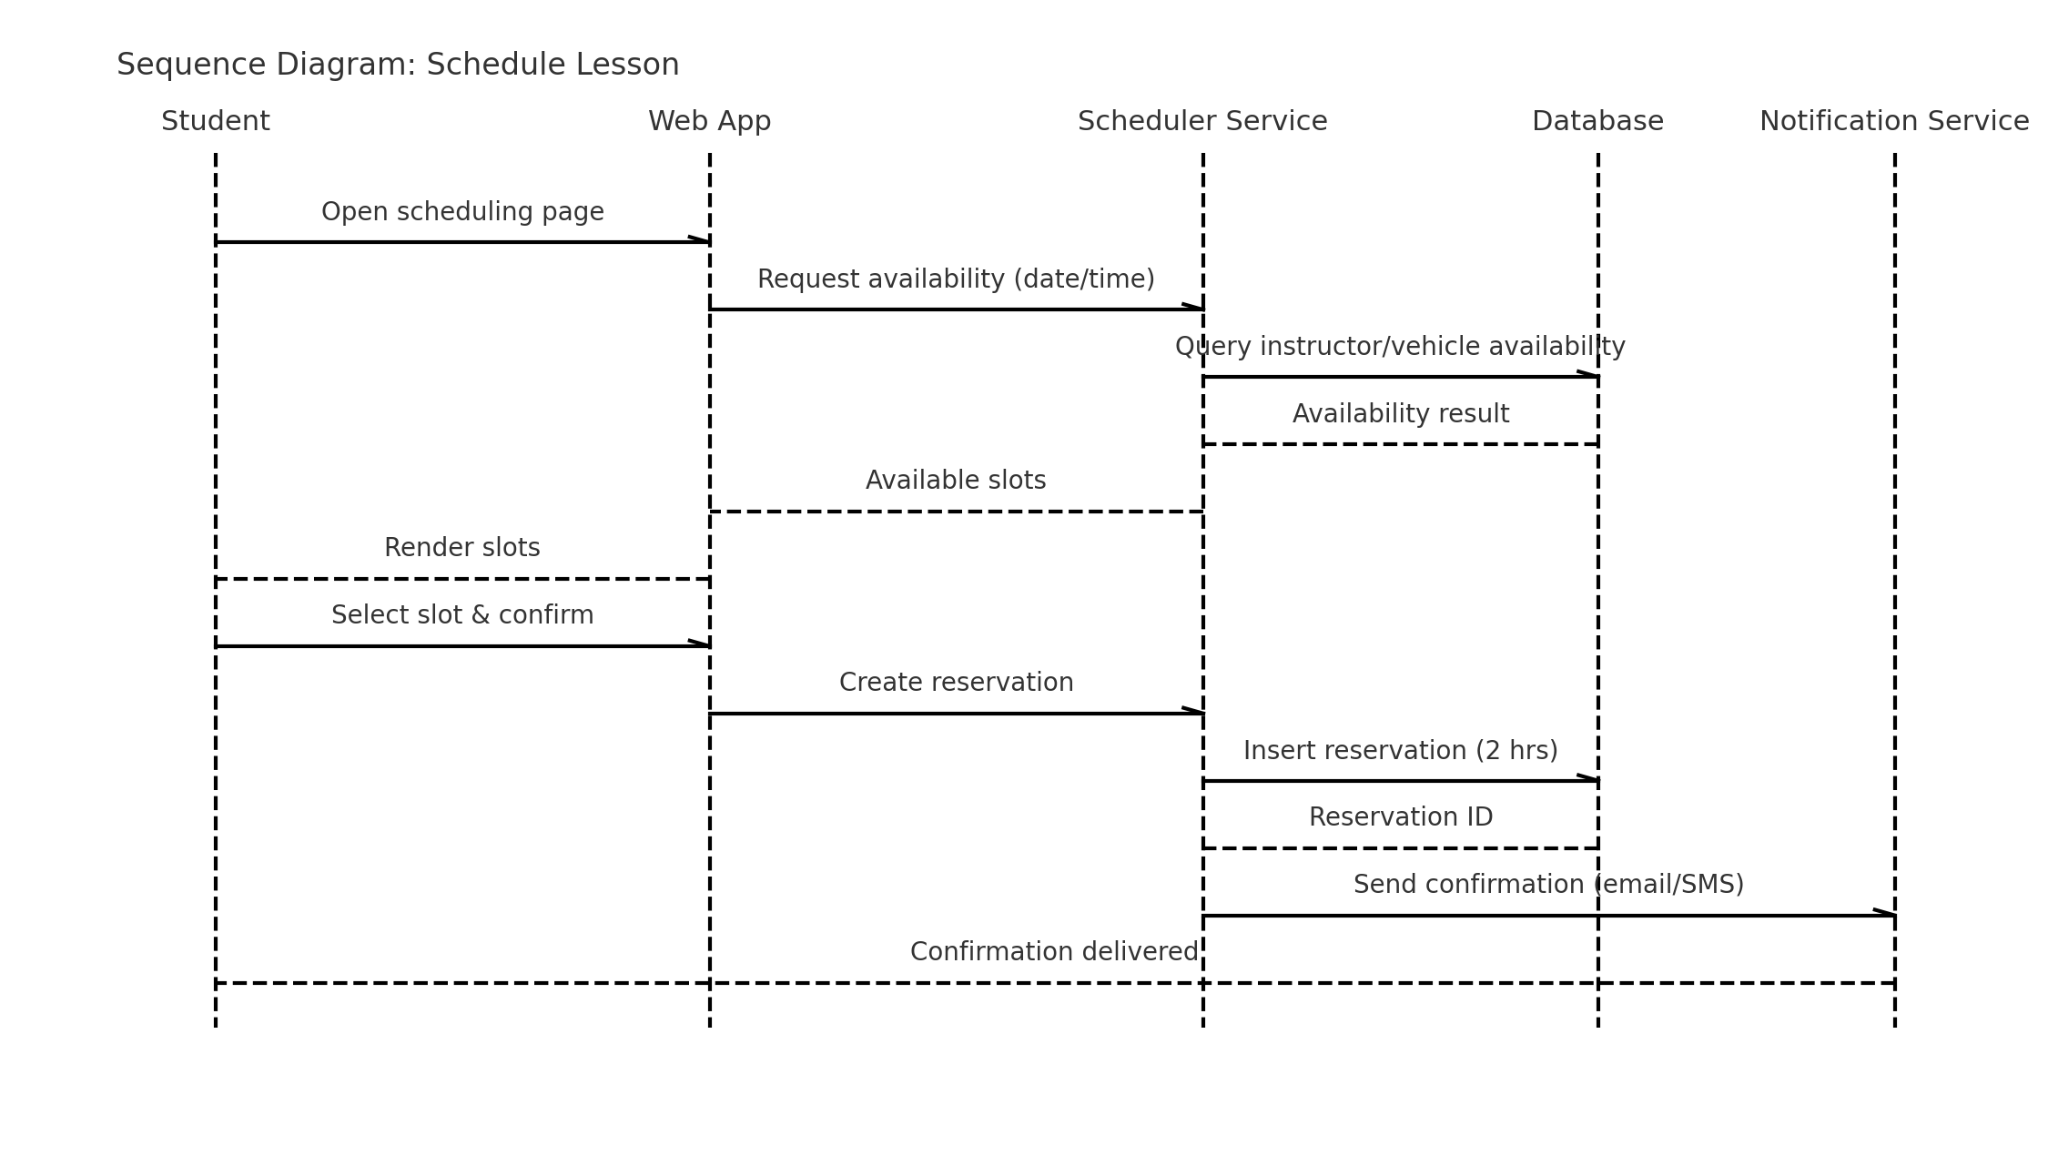 Sequence Diagram: Schedule Lesson
Student
Web App
Scheduler Service
Database
Notification Service
Open scheduling page
Request availability (date/time)
Query instructor/vehicle availability
Availability result
Available slots
Render slots
Select slot & confirm
Create reservation
Insert reservation (2 hrs)
Reservation ID
Send confirmation (email/SMS)
Confirmation delivered